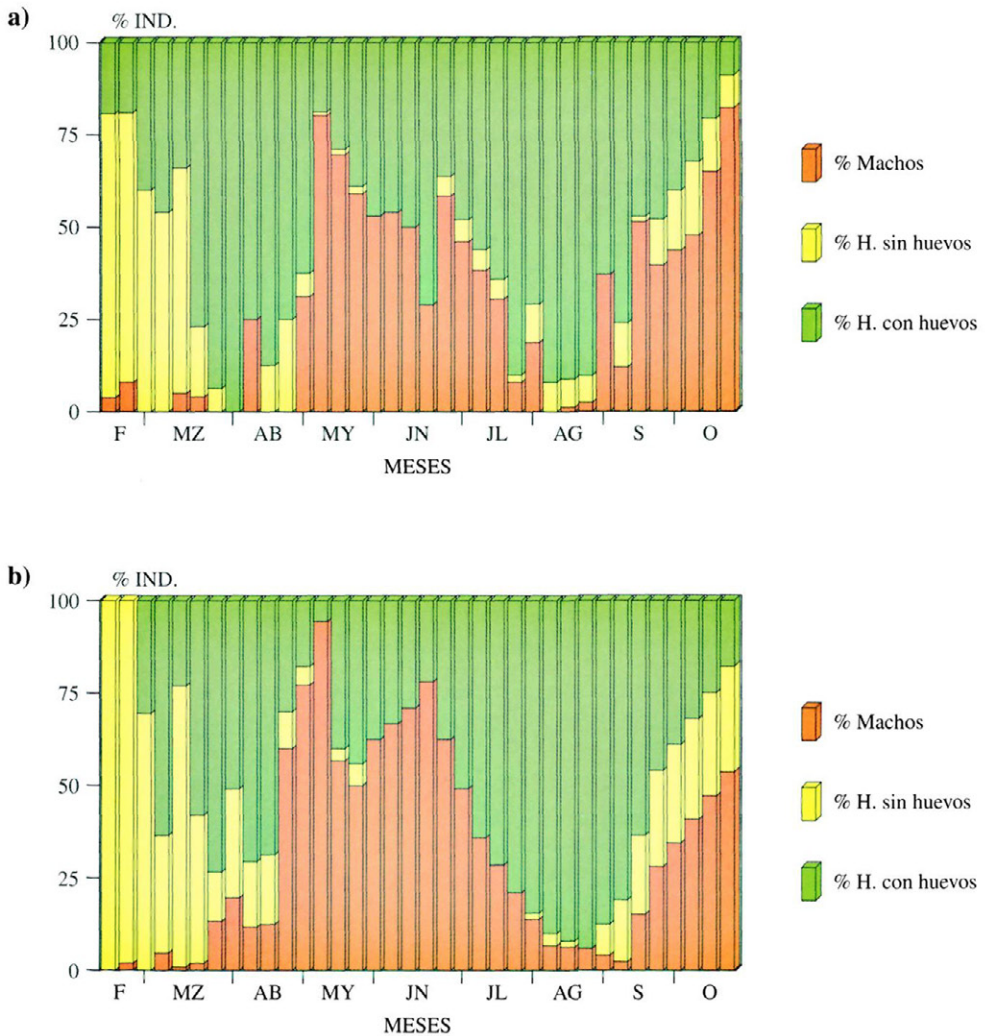 a)
% IND.
100
75
50
25
0
F MZ AB MY JN JL AG S O
MESES
% Machos
% H. sin huevos
% H. con huevos
b)
% IND.
100
75
50
25
0
F MZ AB MY JN JL AG S O
MESES
% Machos
% H. sin huevos
% H. con huevos